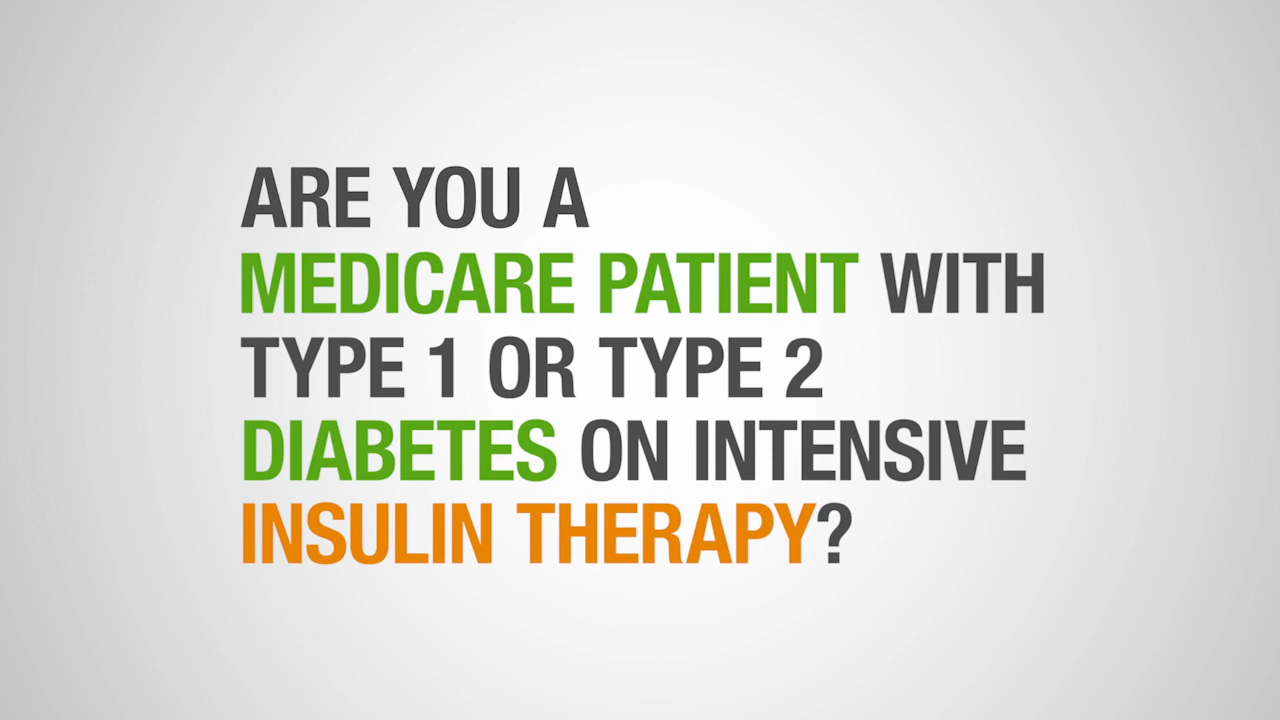 ARE YOU A
MEDICARE PATIENT WITH
TYPE 1 OR TYPE 2
DIABETES ON INTENSIVE
INSULIN THERAPY?